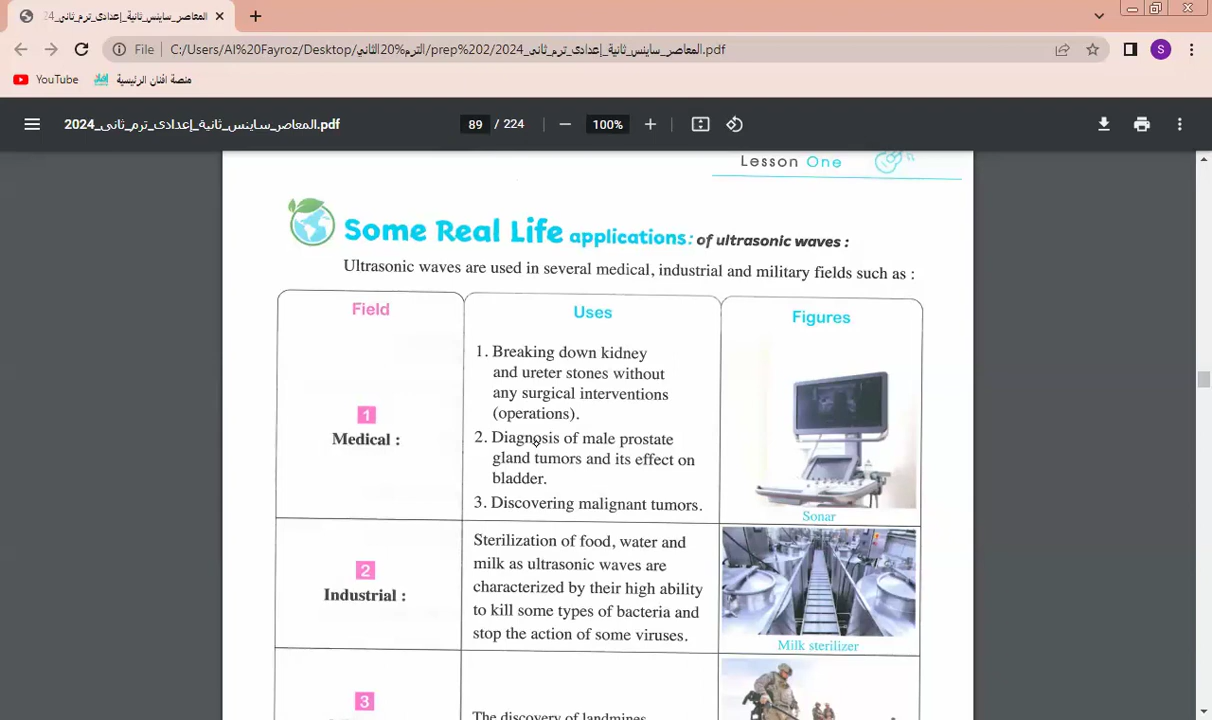 المعاصر_ساينس_ثانية_إعدادى_ترم_ثانى_24
File C:/Users/Al%20Fayroz/Desktop/الترم%20الثاني/prep%202/2024_المعاصر_ساينس_ثانية_إعدادى_ترم_ثانى.pdf
S
YouTube منصة افنان الرئيسية
المعاصر_ساينس_ثانية_إعدادى_ترم_ثانى_2024.pdf
89 / 224
100%
Lesson One
Some Real Life applications: of ultrasonic waves :
Ultrasonic waves are used in several medical, industrial and military fields such as :
Field
Uses
Figures
1
Medical :
1. Breaking down kidney
and ureter stones without
any surgical interventions
(operations).
2. Diagnosis of male prostate
gland tumors and its effect on
bladder.
3. Discovering malignant tumors.
Sonar
2
Industrial :
Sterilization of food, water and
milk as ultrasonic waves are
characterized by their high ability
to kill some types of bacteria and
stop the action of some viruses.
Milk sterilizer
3
The discovery of landmines